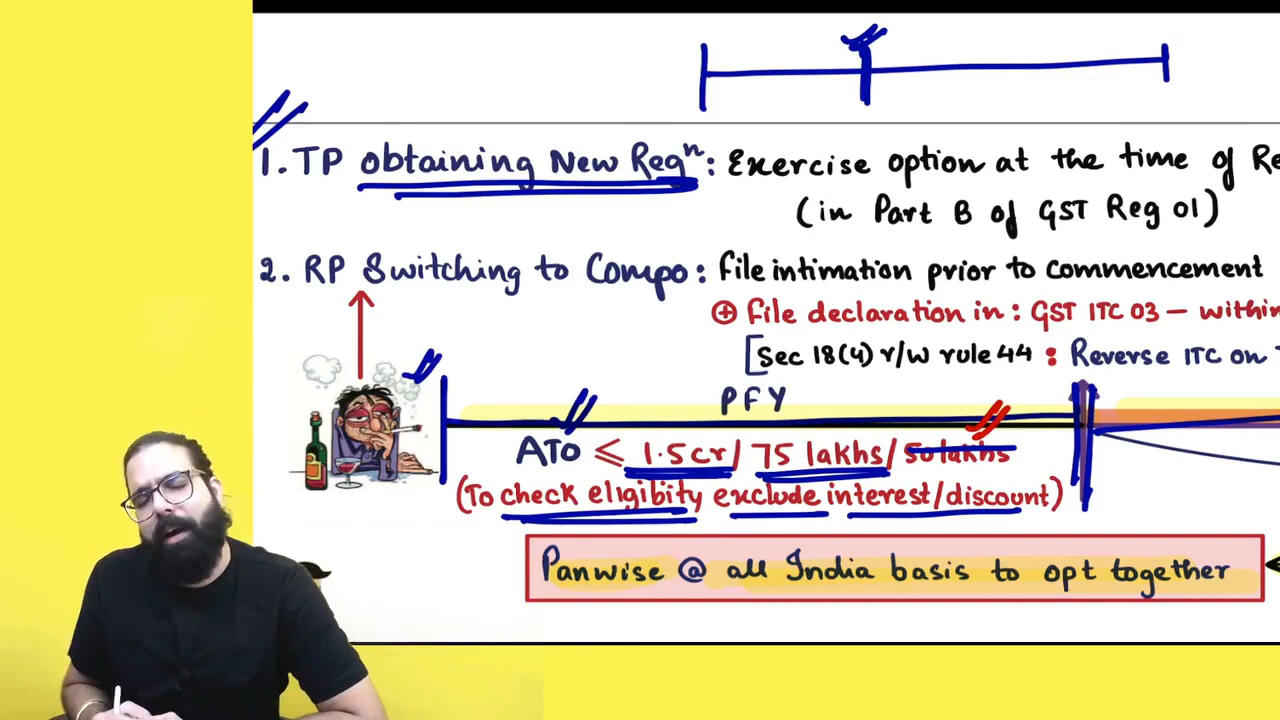 1. TP obtaining New Regⁿ: Exercise option at the time of Re
(in Part B of GST Reg 01)
2. RP Switching to Compo: File intimation prior to commencement
⊕ File declaration in: GST ITC 03 – within
[Sec 18(4) r/w rule 44 : Reverse ITC on
PFY
ATO ≤ 1.5cr/ 75 lakhs/ 50 lakhs
(To check eligibity exclude interest/discount)
Panwise @ all India basis to opt together